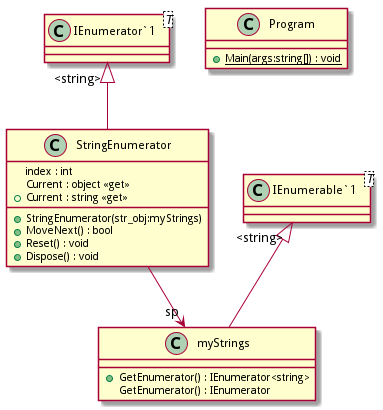 C IEnumerator`1 T
C Program
Main(args:string[]) : void
<string>
C StringEnumerator
index : int
Current : object «get»
Current : string «get»
StringEnumerator(str_obj:myStrings)
MoveNext() : bool
Reset() : void
Dispose() : void
C IEnumerable`1 T
<string>
sp
C myStrings
GetEnumerator() : IEnumerator<string>
GetEnumerator() : IEnumerator